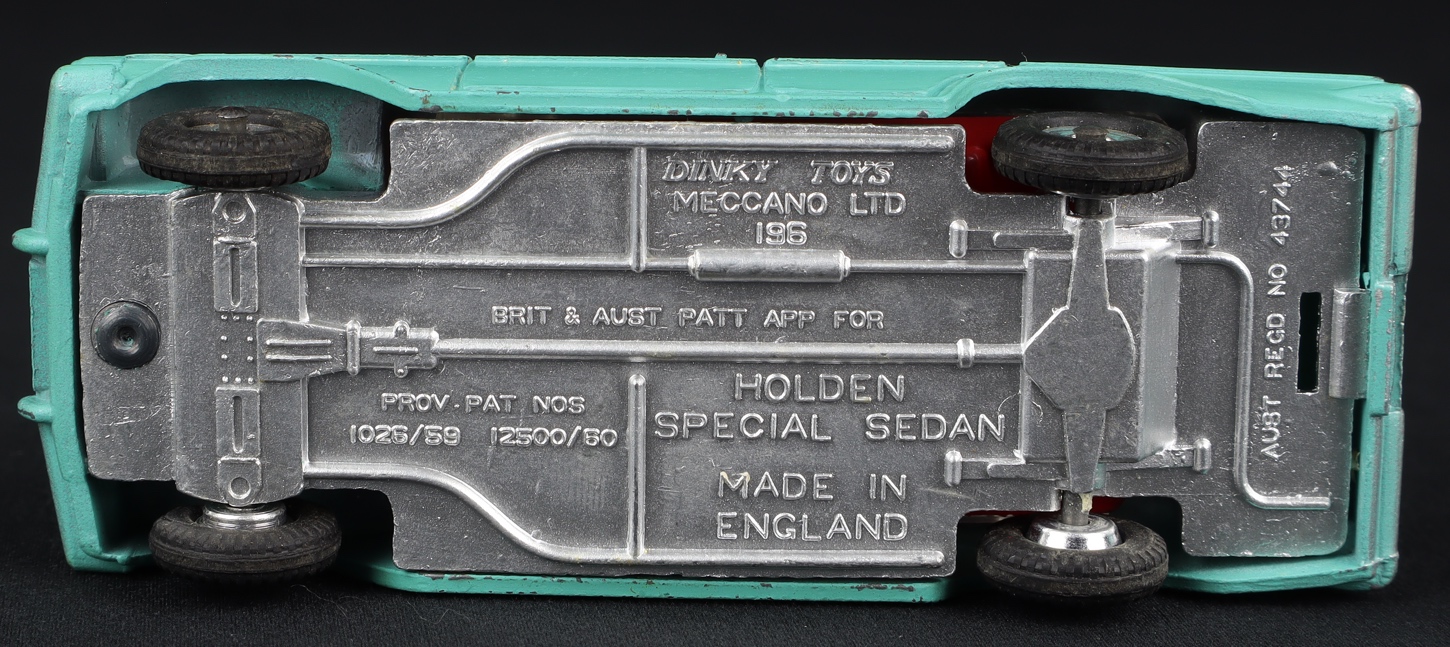 DINKY TOYS
MECCANO LTD
196
BRIT & AUST PATT APP FOR
PROV. PAT NOS
1026/59 12500/60
HOLDEN
SPECIAL SEDAN
MADE IN
ENGLAND
AUST REGD NO 43744